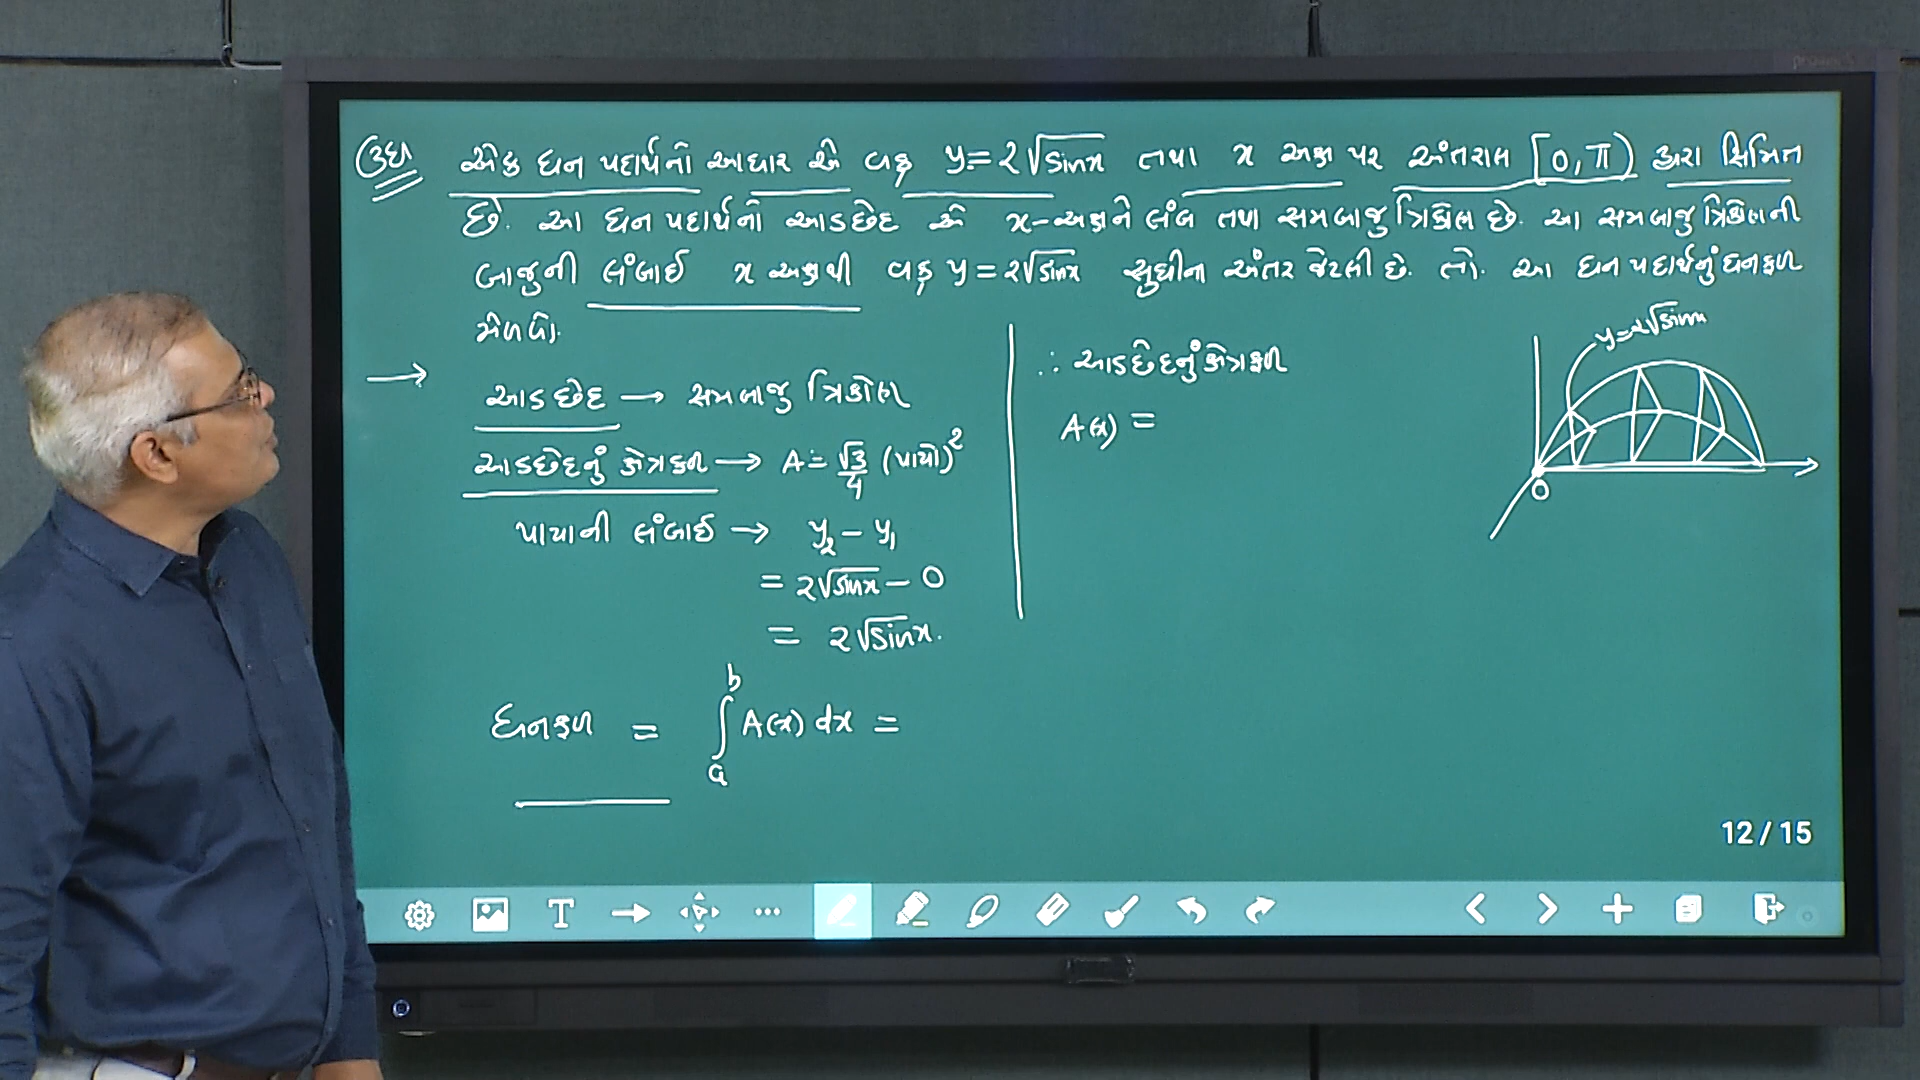 ઉદા એક ઘન પદાર્થનો આધાર એ વક્ર y=2√sinx તથા x અક્ષ પર અંતરાલ [0,π] દ્વારા સિમિત
છે. આ ઘન પદાર્થનો આડછેદ એ x-અક્ષને લંબ તથા સમબાજુ ત્રિકોણ છે. આ સમબાજુ ત્રિકોણની
બાજુની લંબાઈ x અક્ષથી વક્ર y=2√sinx સુધીના અંતર જેટલી છે. તો. આ ઘન પદાર્થનું ઘનફળ
મેળવો.
→ આડછેદ → સમબાજુ ત્રિકોણ
આડછેદનું ક્ષેત્રફળ → A = √3/4 (પાયો)²
પાયાની લંબાઈ → y₂ - y₁
= 2√sinx - 0
= 2√sinx.
ઘનફળ = ∫ₐᵇ A(x) dx =
∴ આડછેદનું ક્ષેત્રફળ
A(x) =
y=2√sinx
0
12/15
T